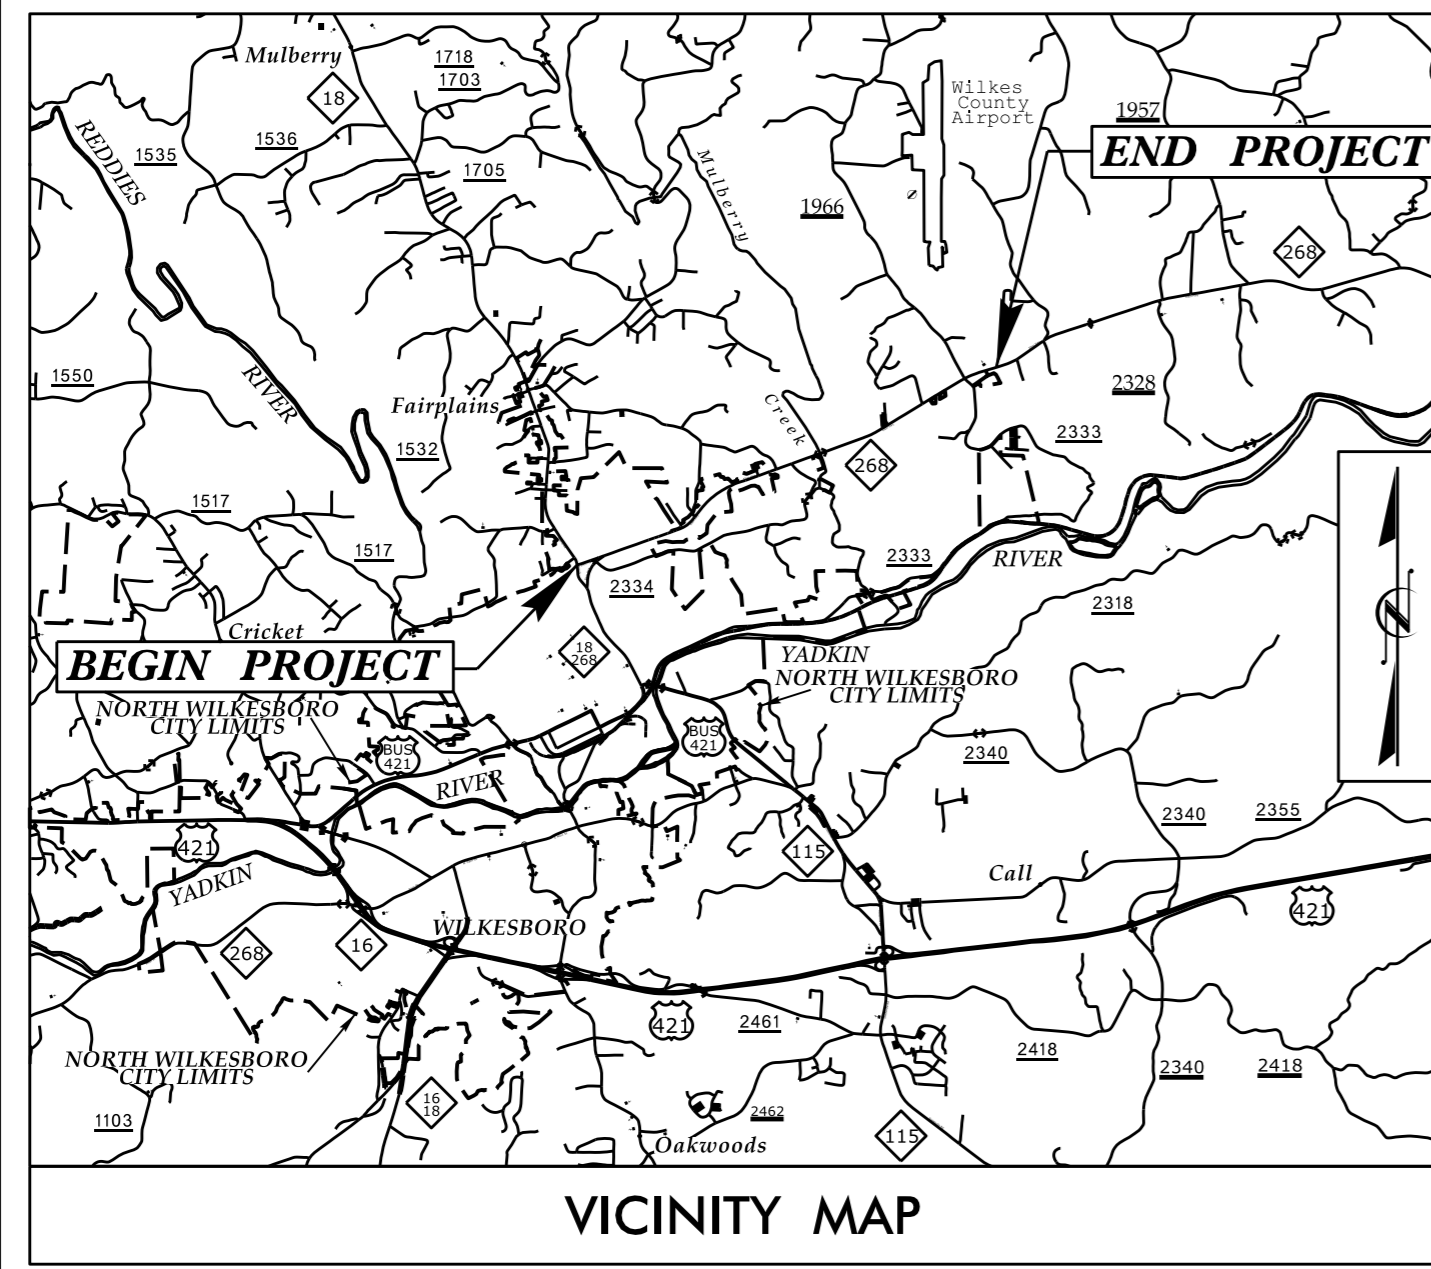 Mulberry
18
1718
1703
Wilkes
County
Airport
1957
END PROJECT
REDDIES
1535
1536
1705
Mulberry
1966
268
1550
RIVER
Fairplains
1532
Creek
2328
2333
268
1517
1517
2334
2333
RIVER
2318
Cricket
BEGIN PROJECT
18
268
YADKIN
NORTH WILKESBORO
CITY LIMITS
NORTH WILKESBORO
CITY LIMITS
BUS
421
BUS
421
2340
RIVER
2340
2355
421
115
YADKIN
Call
421
WILKESBORO
268
16
421
2461
2418
2340
2418
NORTH WILKESBORO
CITY LIMITS
16
18
1103
2462
115
Oakwoods
N
VICINITY MAP